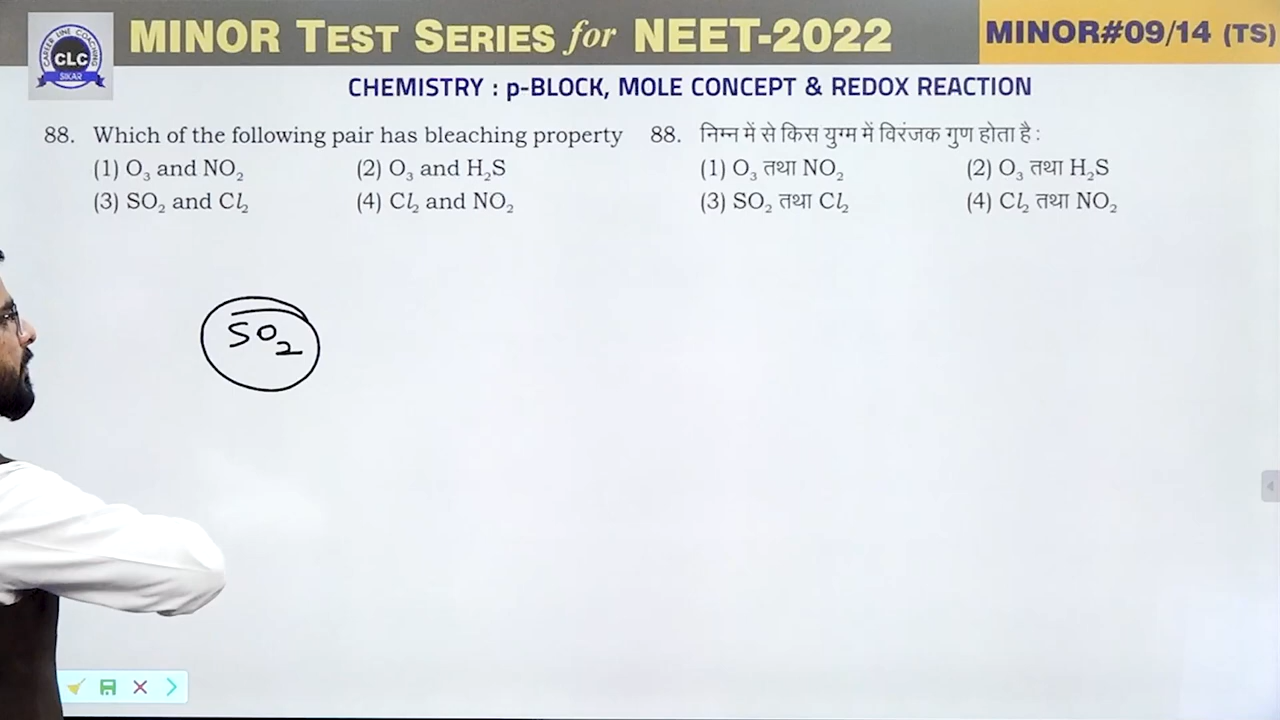 CAREER LINE COACHING
CLC
SIKAR
MINOR TEST SERIES for NEET-2022
MINOR#09/14 (TS)
CHEMISTRY : p-BLOCK, MOLE CONCEPT & REDOX REACTION
88. Which of the following pair has bleaching property
(1) O₃ and NO₂ (2) O₃ and H₂S
(3) SO₂ and Cl₂ (4) Cl₂ and NO₂
88. निम्न में से किस युग्म में विरंजक गुण होता है :
(1) O₃ तथा NO₂ (2) O₃ तथा H₂S
(3) SO₂ तथा Cl₂ (4) Cl₂ तथा NO₂
SO₂
4